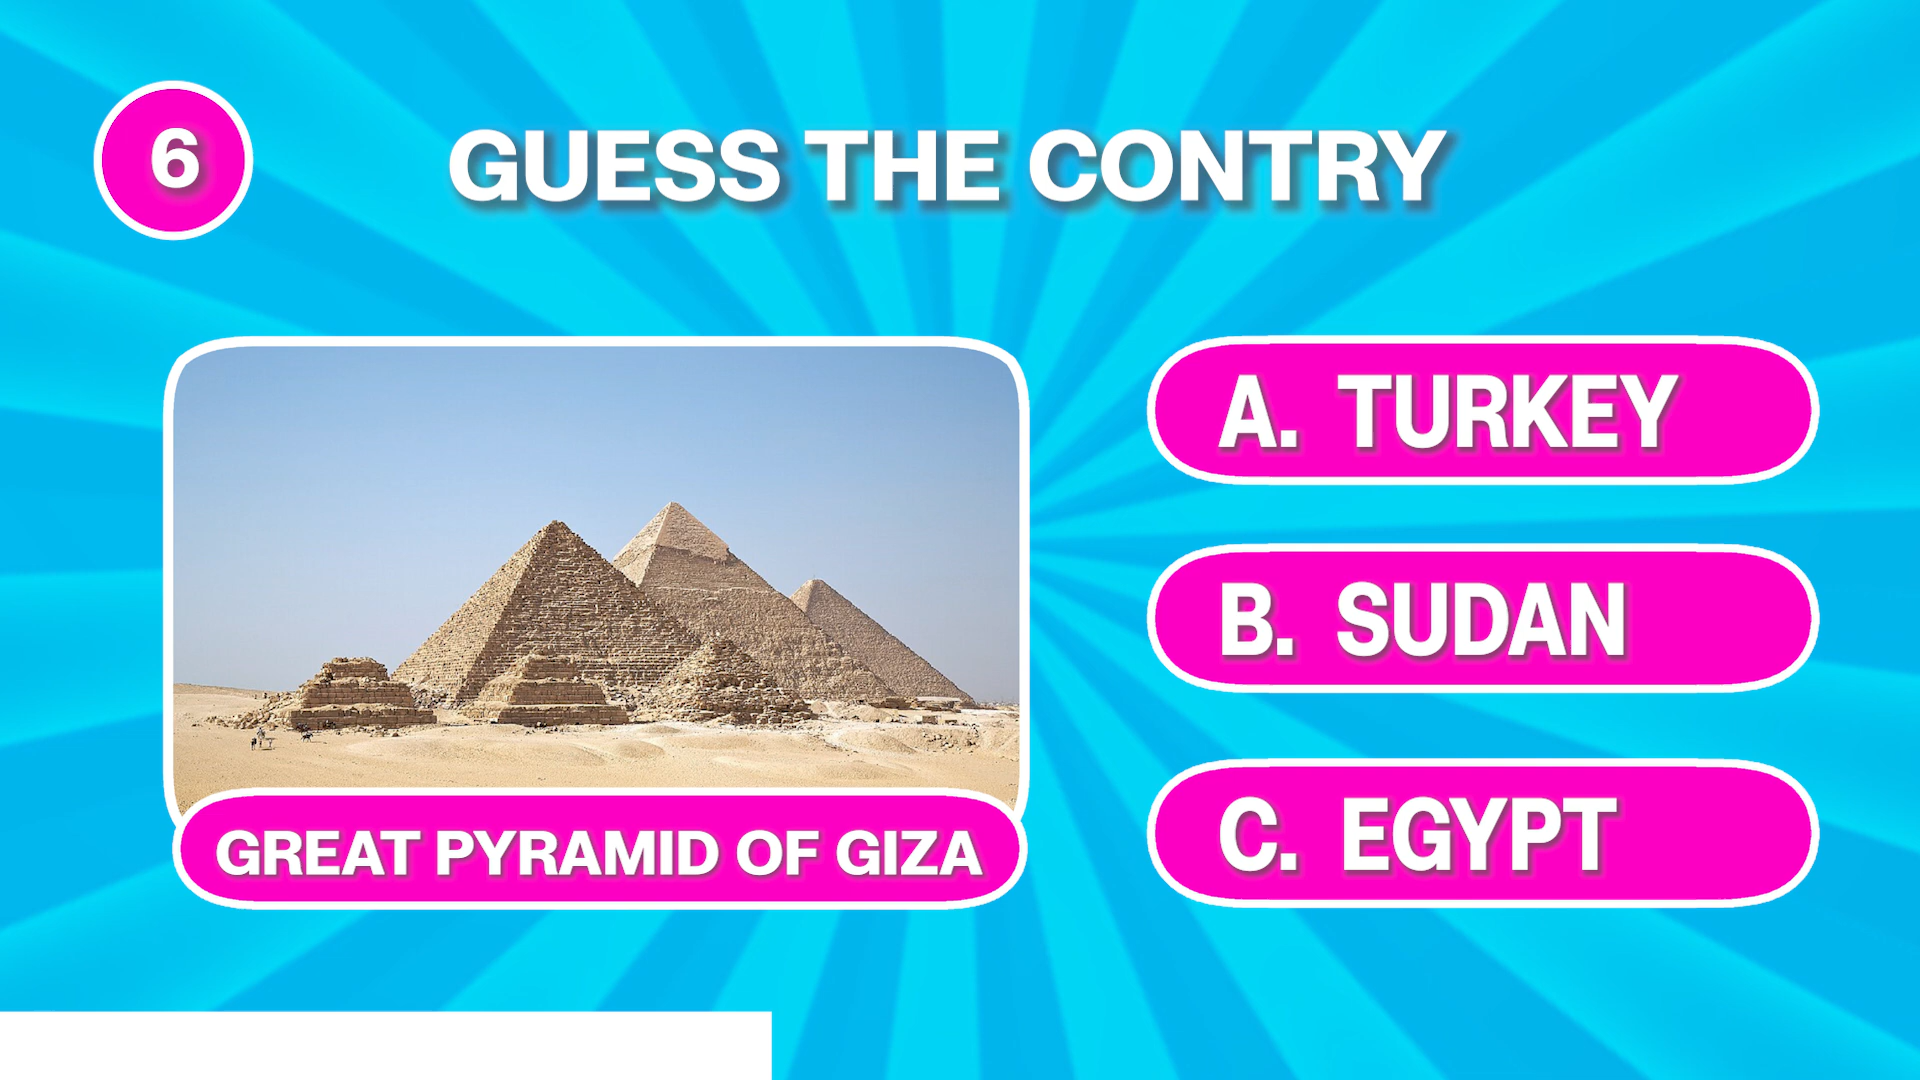 6
GUESS THE CONTRY
A. TURKEY
B. SUDAN
C. EGYPT
GREAT PYRAMID OF GIZA